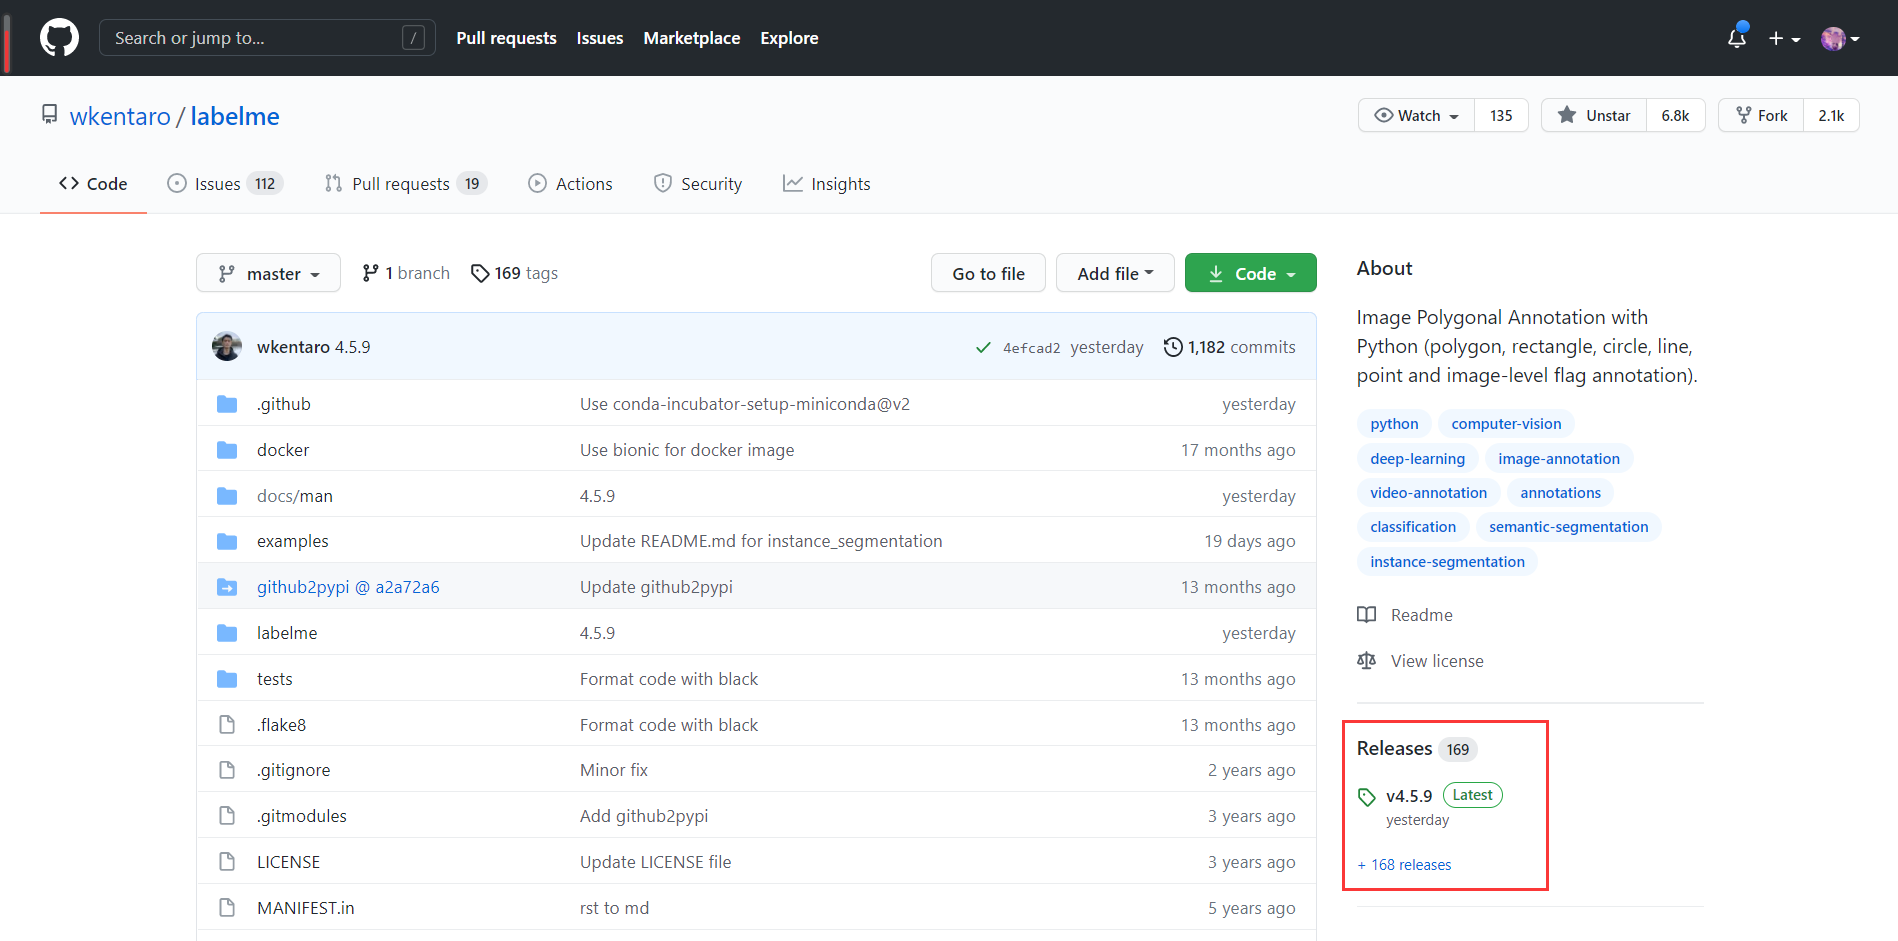 Search or jump to... /
Pull requests Issues Marketplace Explore
wkentaro / labelme
Watch 135 Unstar 6.8k Fork 2.1k
Code Issues 112 Pull requests 19 Actions Security Insights
master 1 branch 169 tags Go to file Add file Code
wkentaro 4.5.9 4efcad2 yesterday 1,182 commits
.github Use conda-incubator-setup-miniconda@v2 yesterday
docker Use bionic for docker image 17 months ago
docs/man 4.5.9 yesterday
examples Update README.md for instance_segmentation 19 days ago
github2pypi @ a2a72a6 Update github2pypi 13 months ago
labelme 4.5.9 yesterday
tests Format code with black 13 months ago
.flake8 Format code with black 13 months ago
.gitignore Minor fix 2 years ago
.gitmodules Add github2pypi 3 years ago
LICENSE Update LICENSE file 3 years ago
MANIFEST.in rst to md 5 years ago
About
Image Polygonal Annotation with
Python (polygon, rectangle, circle, line,
point and image-level flag annotation).
python computer-vision
deep-learning image-annotation
video-annotation annotations
classification semantic-segmentation
instance-segmentation
Readme
View license
Releases 169
v4.5.9 Latest
yesterday
+ 168 releases